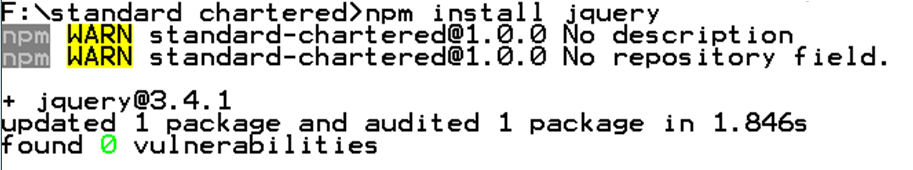 F:\standard chartered>npm install jquery
npm WARN standard-chartered@1.0.0 No description
npm WARN standard-chartered@1.0.0 No repository field.
+ jquery@3.4.1
updated 1 package and audited 1 package in 1.846s
found 0 vulnerabilities